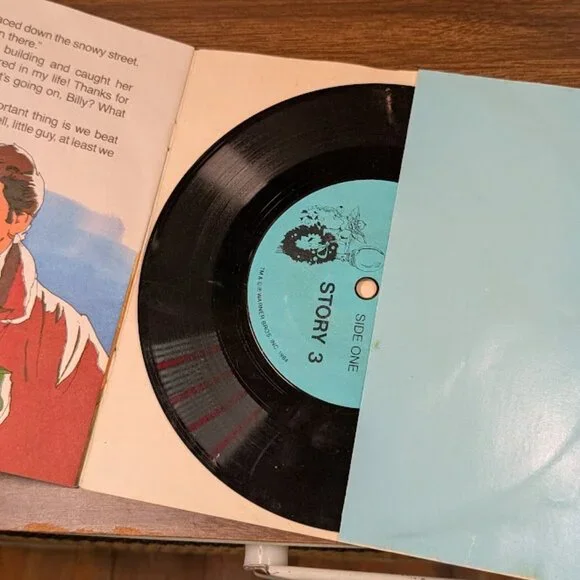 aced down the snowy street.
n there."
building and caught her
red in my life! Thanks for
t's going on, Billy? What
ortant thing is we beat
ell, little guy, at least we
SIDE ONE
STORY 3
TM & © WARNER BROS. INC. 1984